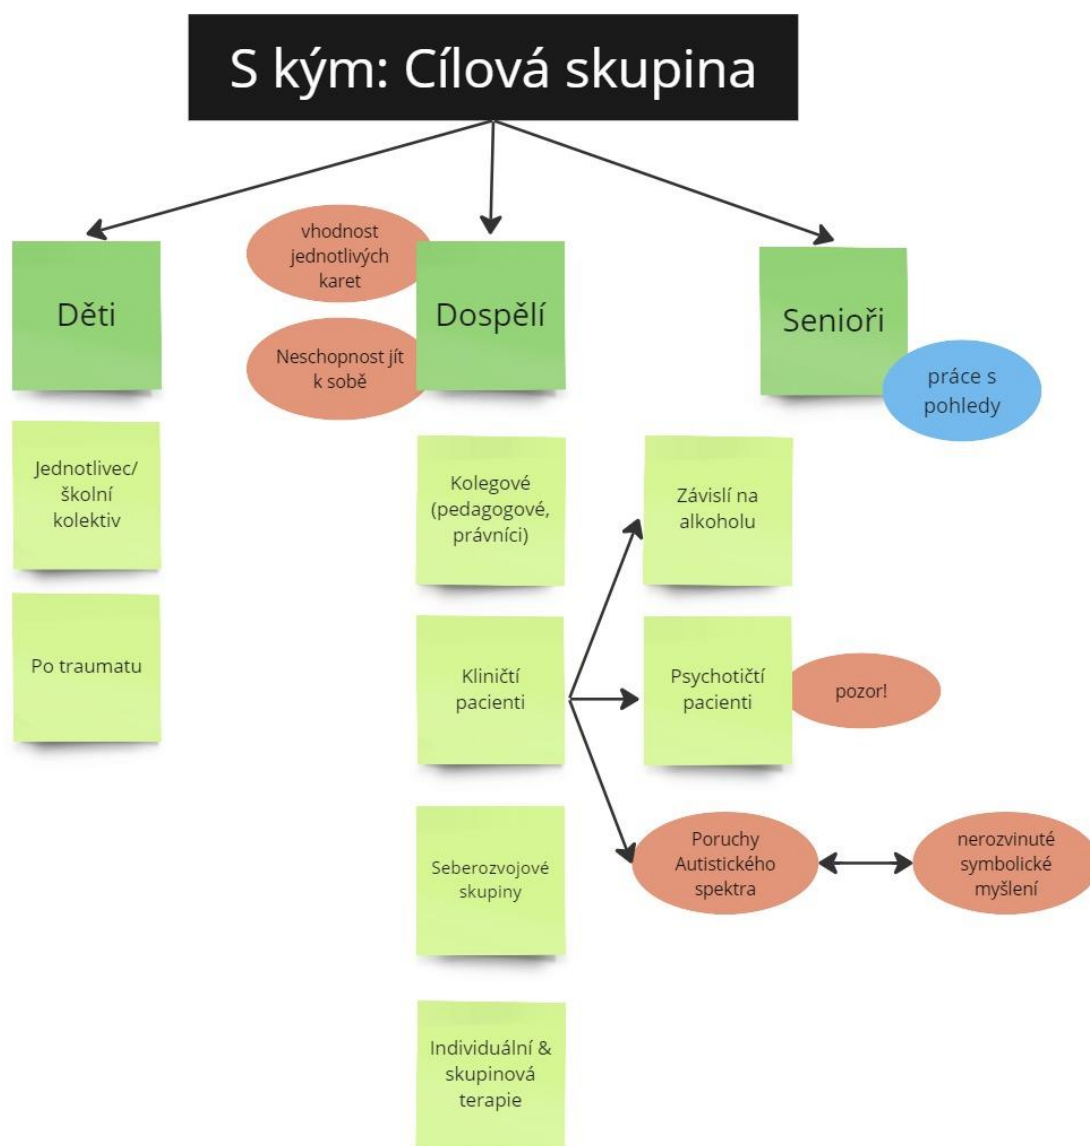 S kým: Cílová skupina
vhodnost
jednotlivých
karet
Děti
Dospělí
Senioři
Neschopnost jít
k sobě
práce s
pohledy
Jednotlivec/
školní
kolektiv
Kolegové
(pedagogové,
právníci)
Závislí na
alkoholu
Po traumatu
Kliničtí
pacienti
Psychotičtí
pacienti
pozor!
Seberozvojové
skupiny
Poruchy
Autistického
spektra
nerozvinuté
symbolické
myšlení
Individuální &
skupinová
terapie